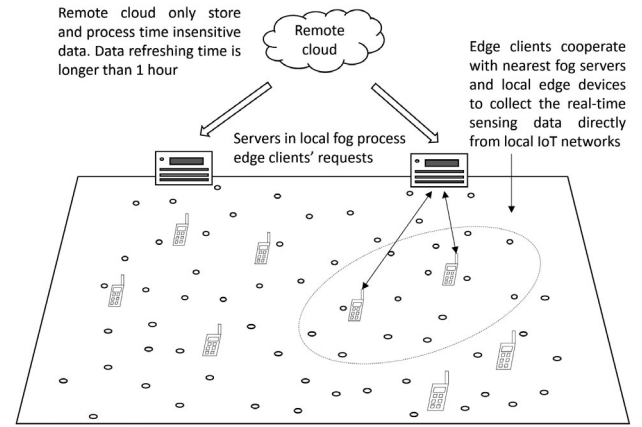 Remote cloud only store
and process time insensitive
data. Data refreshing time is
longer than 1 hour
Remote
cloud
Edge clients cooperate
with nearest fog servers
and local edge devices
to collect the real-time
sensing data directly
from local IoT networks
Servers in local fog process
edge clients' requests